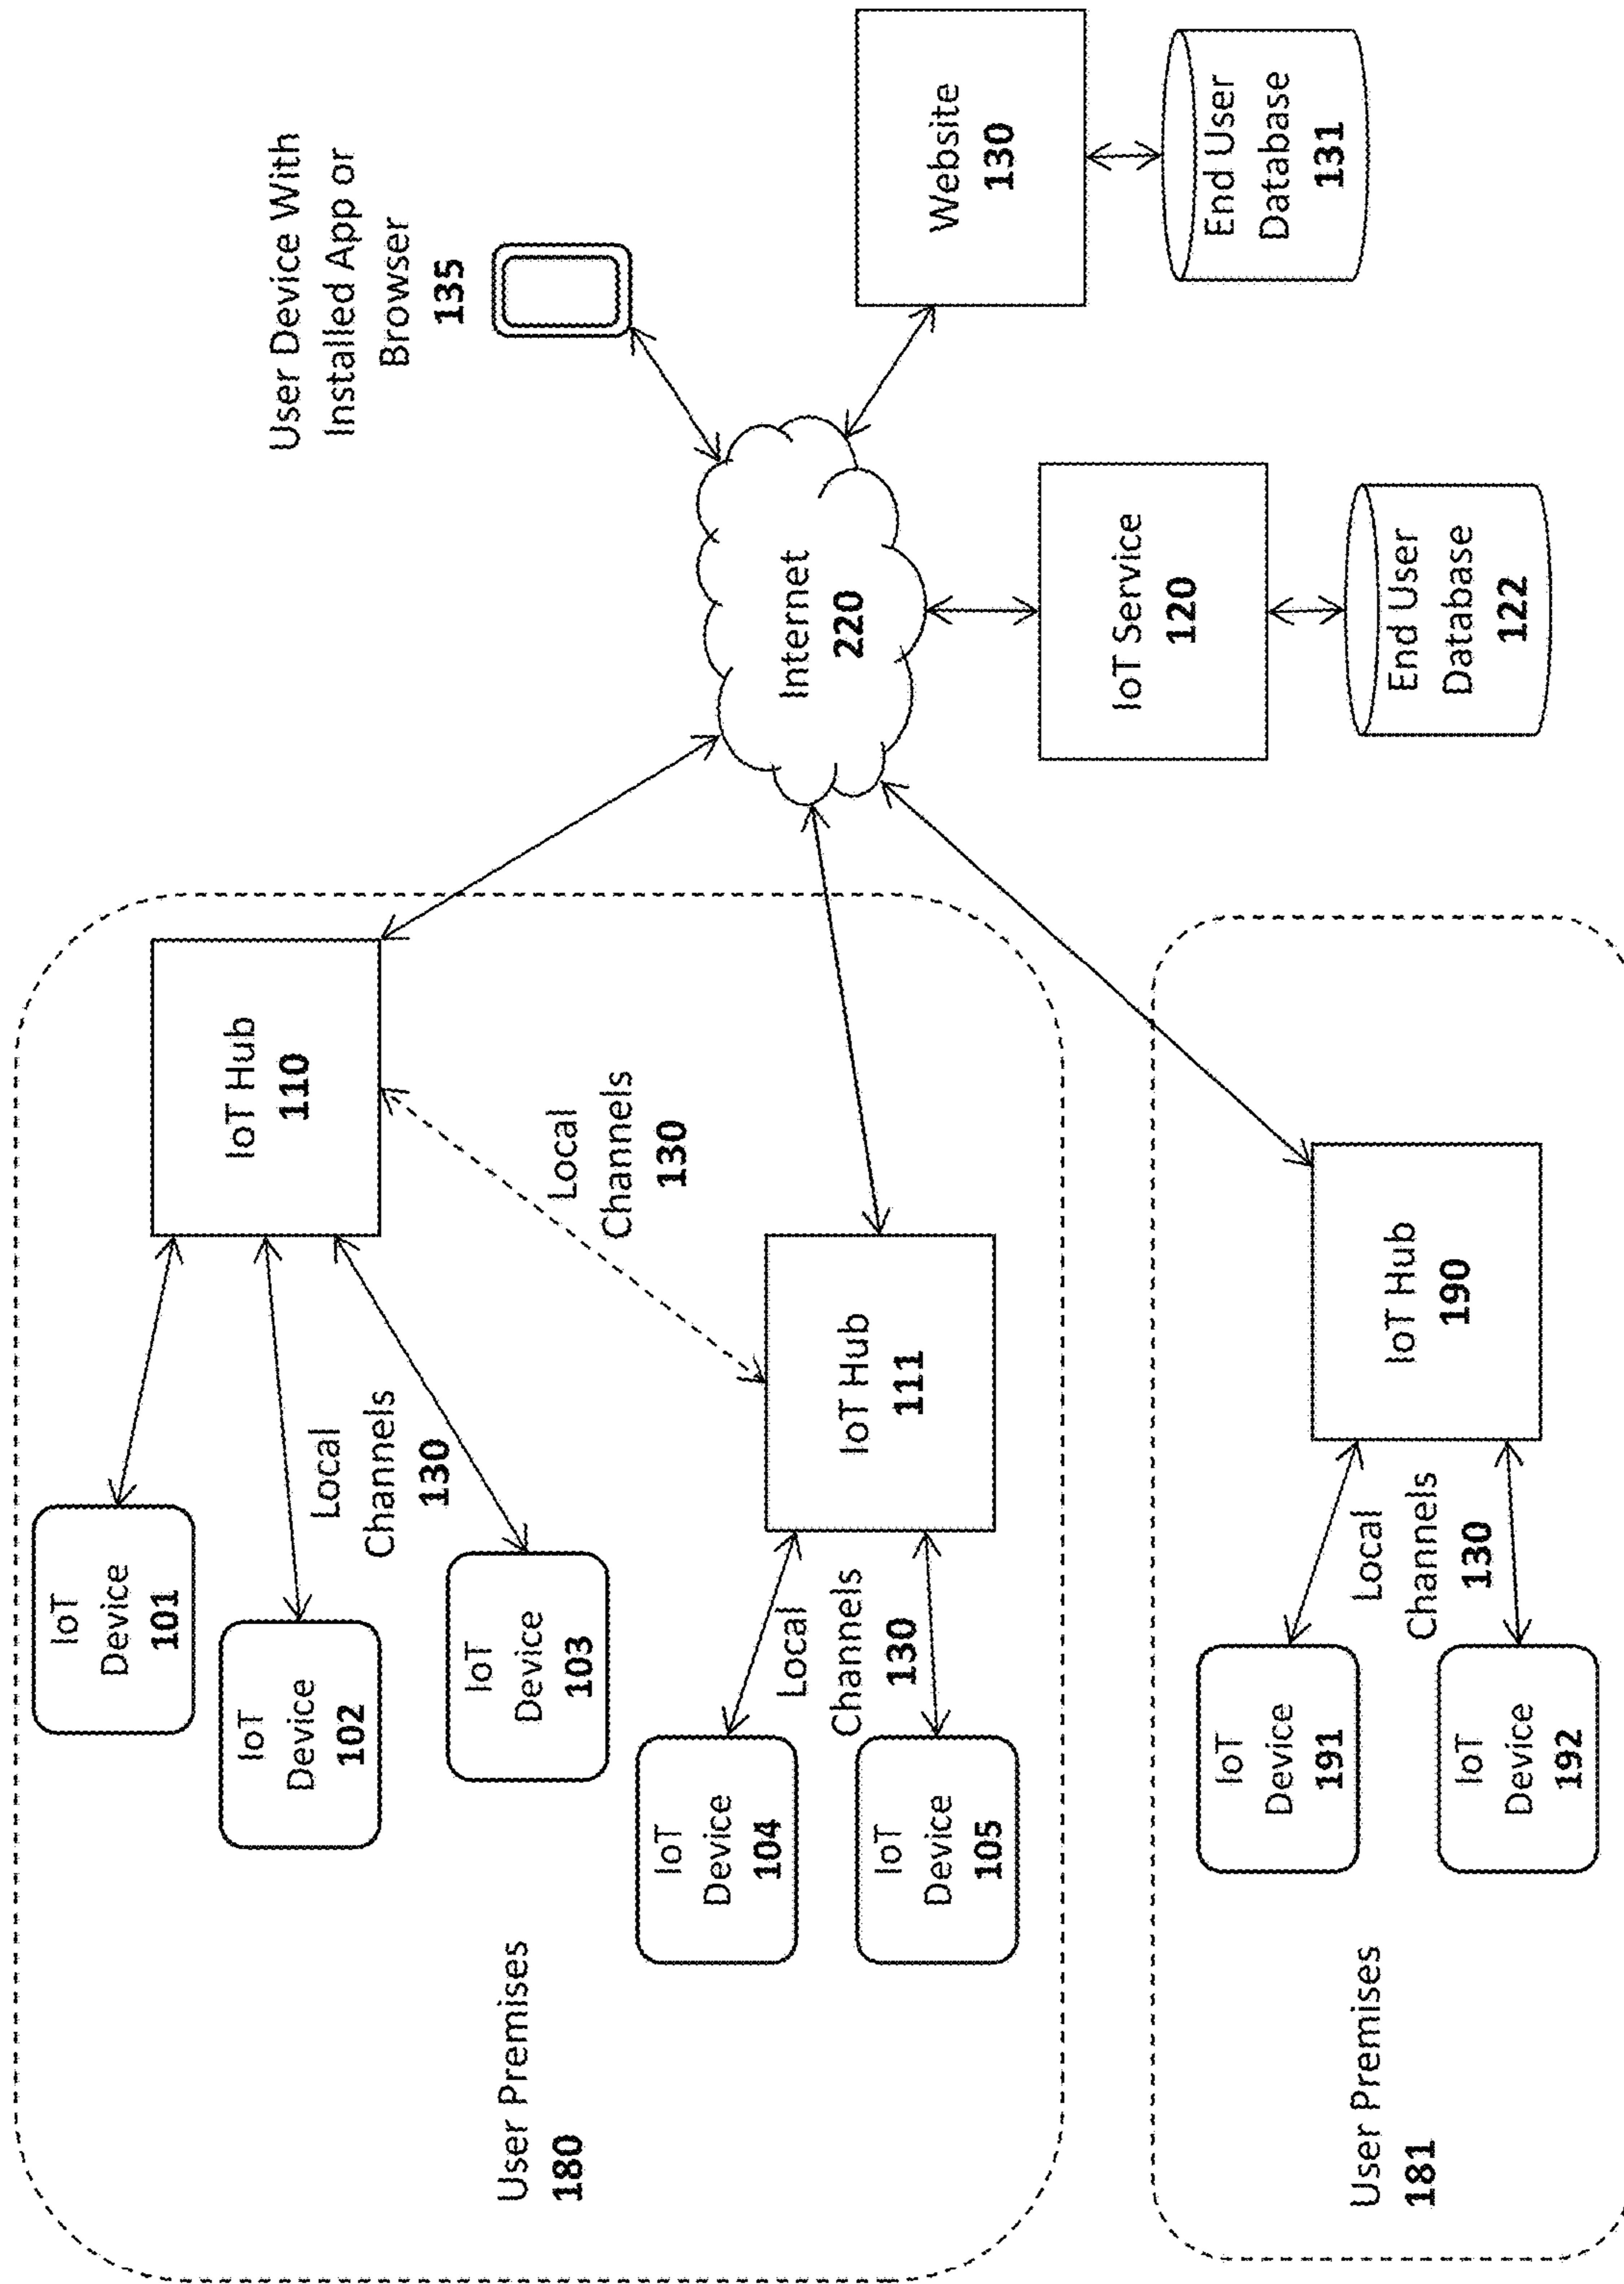 User Device With
Installed App or
Browser
135
Website
130
End User
Database
131
Internet
220
IoT Service
120
End User
Database
122
IoT Hub
110
Local
Channels
130
IoT Hub
111
IoT
Device
101
IoT
Device
102
IoT
Device
103
Local
Channels
130
IoT
Device
104
IoT
Device
105
Local
Channels
130
User Premises
180
IoT Hub
190
Local
Channels
130
IoT
Device
191
IoT
Device
192
User Premises
181